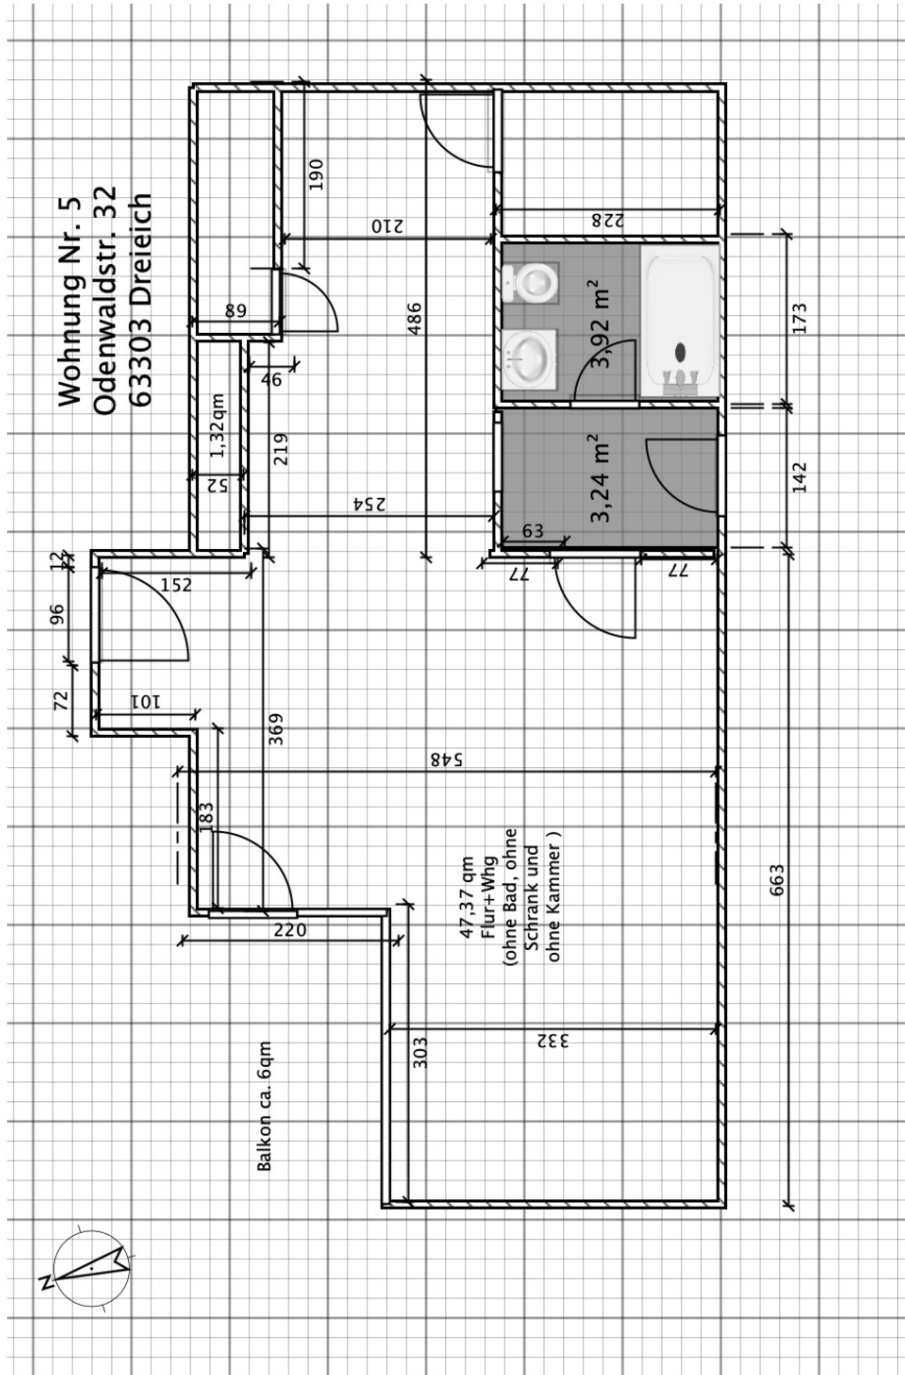 Wohnung Nr. 5
Odenwaldstr. 32
63303 Dreieich
190
210
228
89
486
3,92 m²
173
46
1,32qm
219
52
254
3,24 m²
142
63
12
152
77
77
96
72
101
369
548
183
47,37 qm
Flur+Whg
(ohne Bad, ohne
Schrank und
ohne Kammer )
663
220
332
303
Balkon ca. 6qm
N